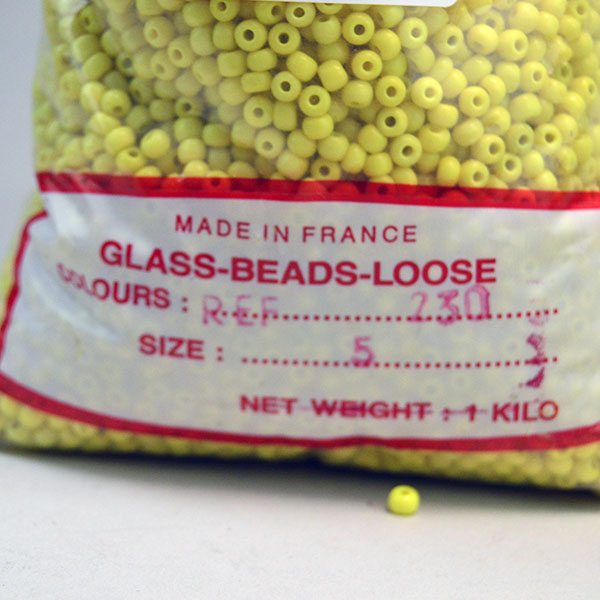 MADE IN FRANCE
GLASS-BEADS-LOOSE
COLOURS : REF 230
SIZE : 5
NET WEIGHT : 1 KILO